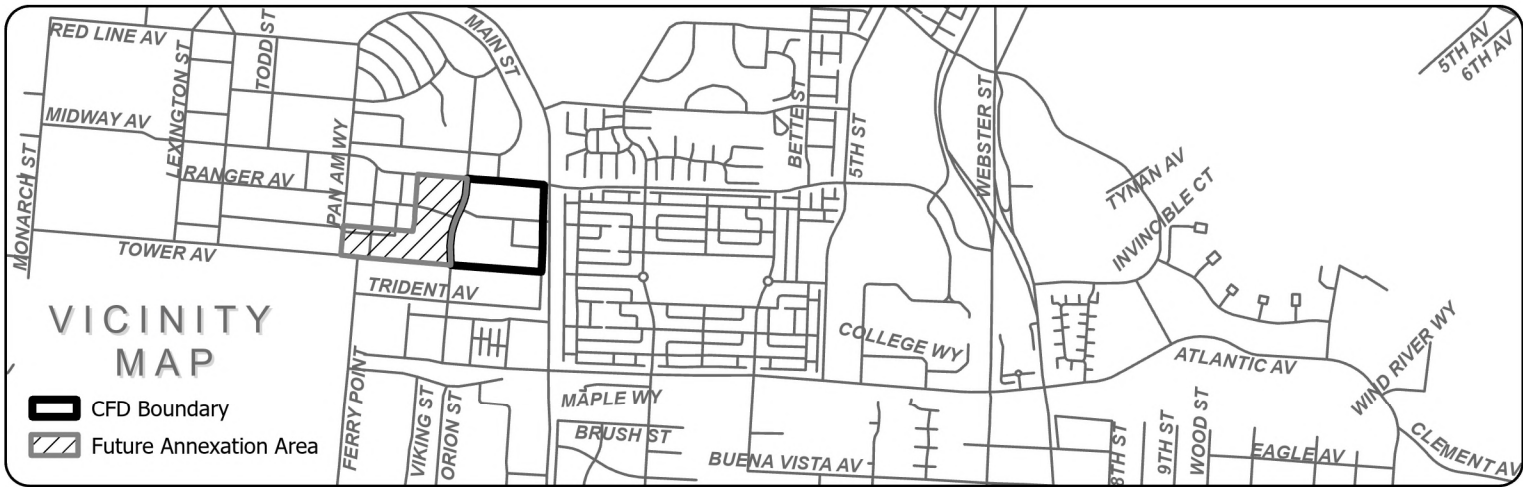 RED LINE AV
LEXINGTON ST
TODD ST
MAIN ST
5TH AV
6TH AV
MIDWAY AV
PAN AM WY
BETTE ST
5TH ST
WEBSTER ST
MONARCH ST
RANGER AV
TYNAN AV
INVINCIBLE CT
TOWER AV
TRIDENT AV
VICINITY
MAP
CFD Boundary
Future Annexation Area
FERRY POINT
VIKING ST
ORION ST
MAPLE WY
BRUSH ST
BUENA VISTA AV
COLLEGE WY
ATLANTIC AV
WIND RIVER WY
8TH ST
9TH ST
WOOD ST
EAGLE AV
CLEMENT AV